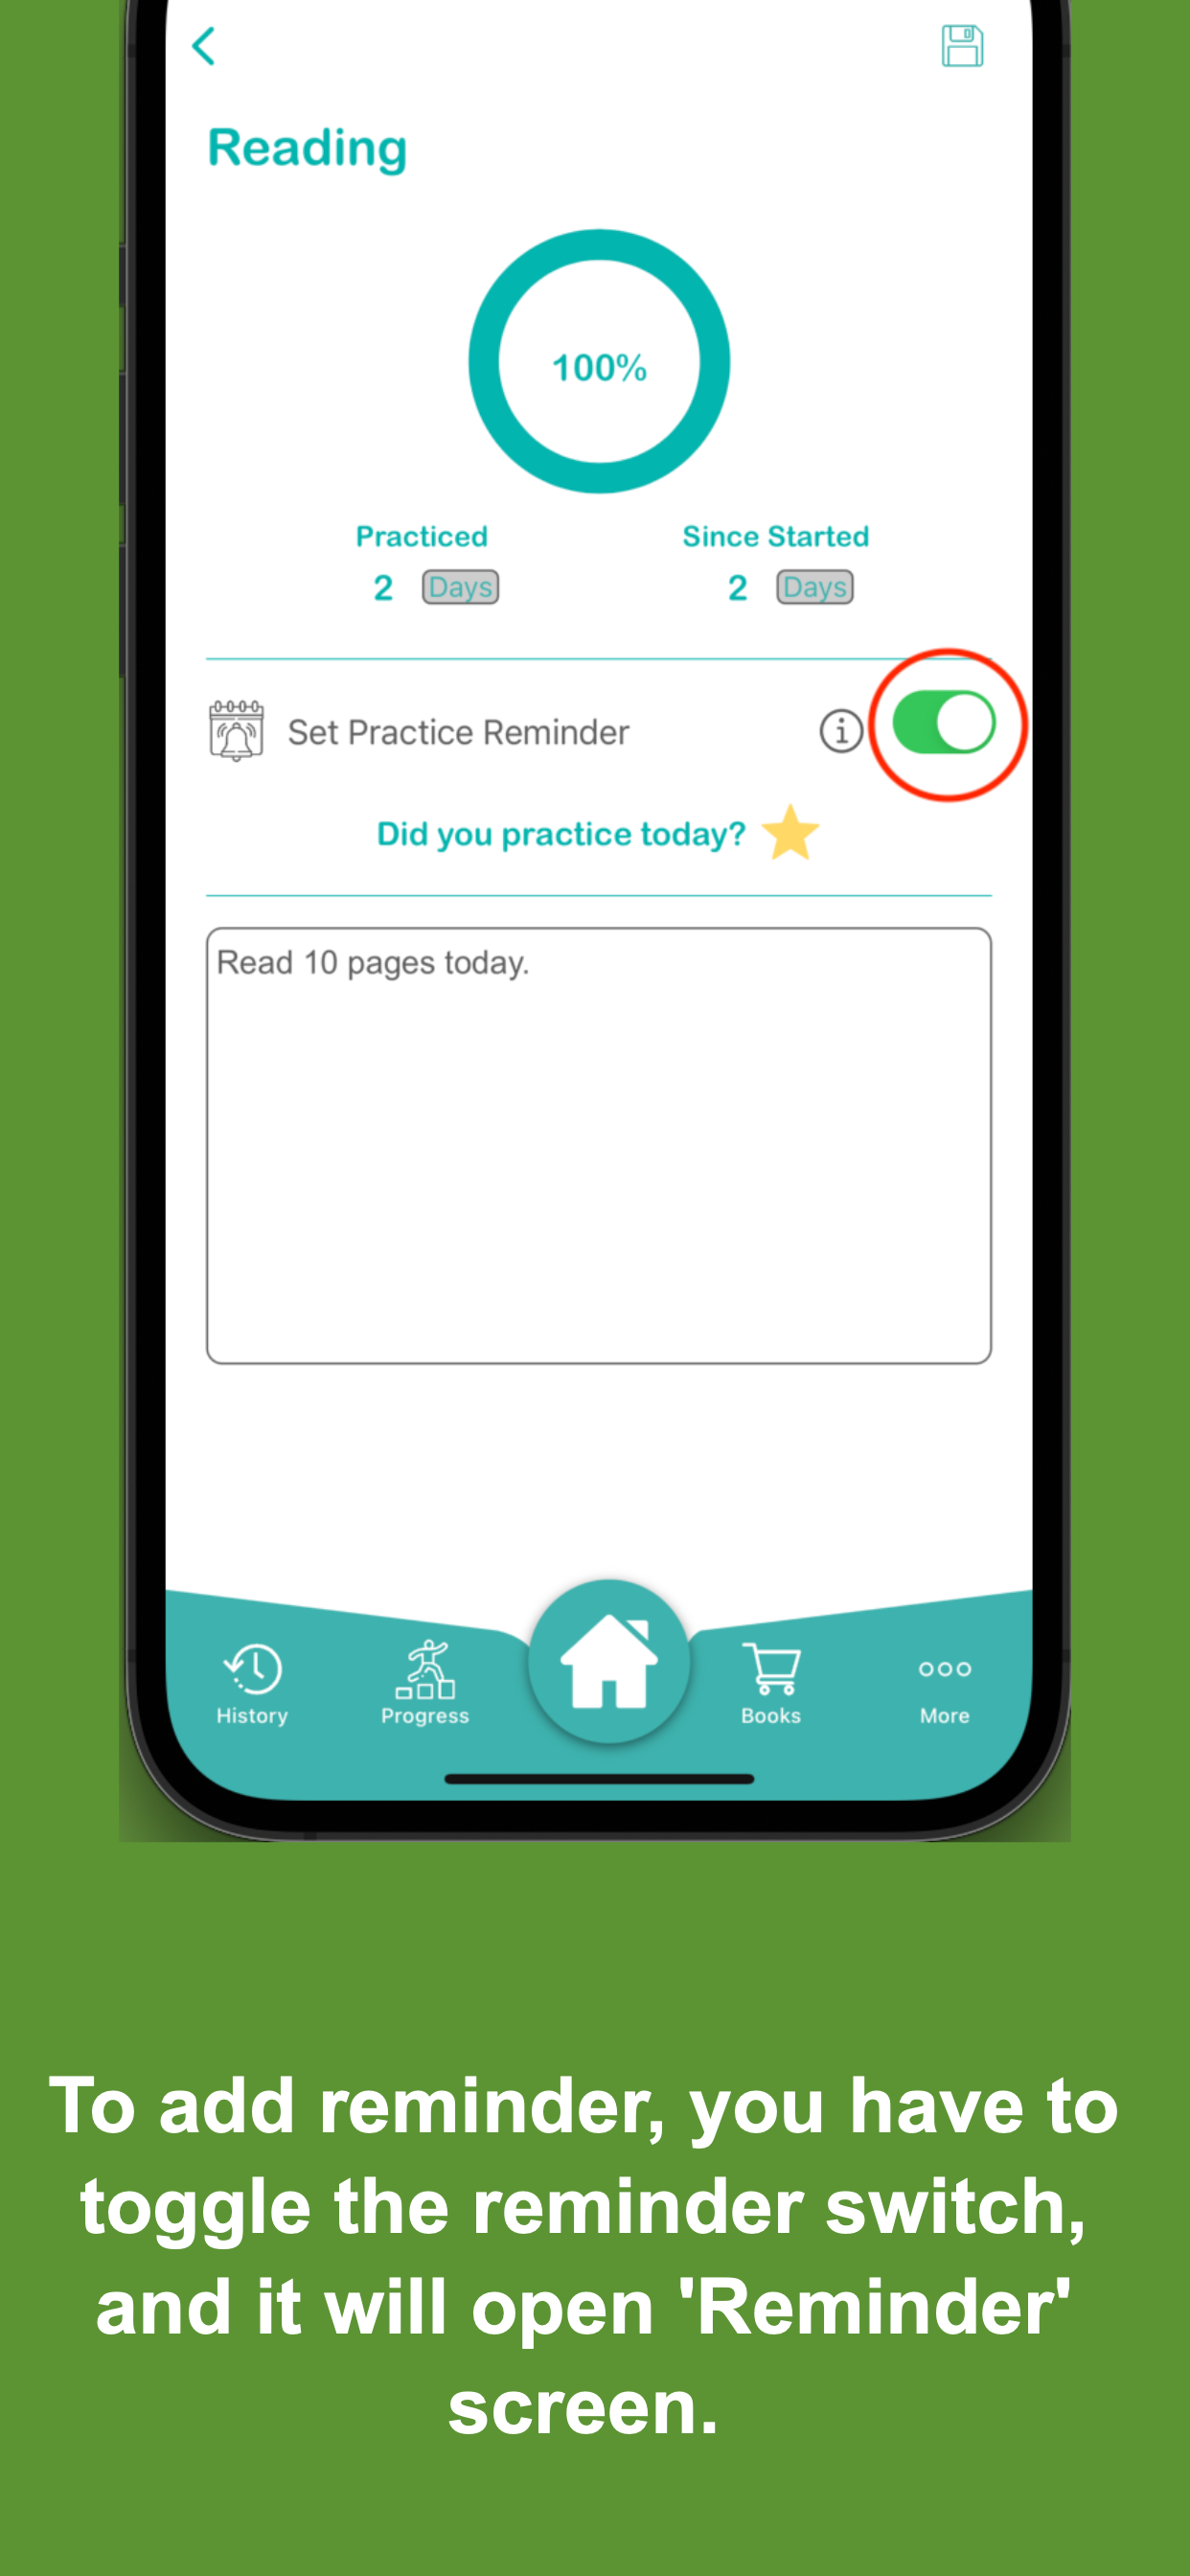 Reading
100%
Practiced
Since Started
2 Days
2 Days
Set Practice Reminder
Did you practice today?
Read 10 pages today.
History
Progress
Books
More
To add reminder, you have to
toggle the reminder switch,
and it will open 'Reminder'
screen.